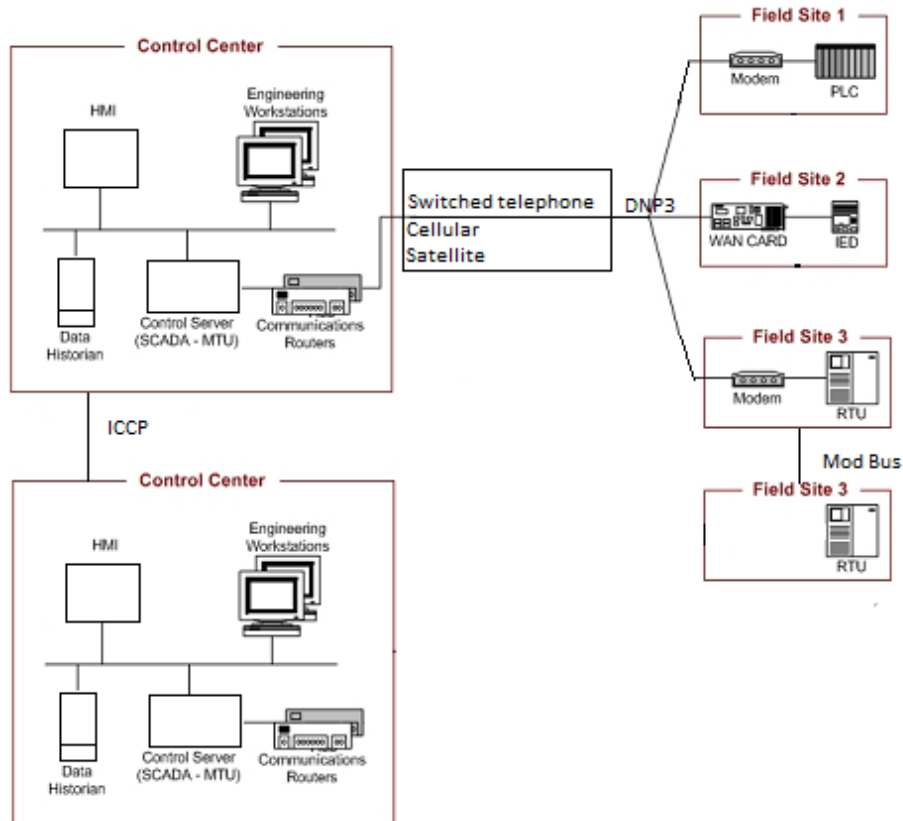 Control Center
HMI
Engineering
Workstations
Data
Historian
Control Server
(SCADA - MTU)
Communications
Routers
Switched telephone
Cellular
Satellite
DNP3
Field Site 1
Modem
PLC
Field Site 2
WAN CARD
IED
Field Site 3
Modem
RTU
Mod Bus
Field Site 3
RTU
ICCP
Control Center
HMI
Engineering
Workstations
Data
Historian
Control Server
(SCADA - MTU)
Communications
Routers